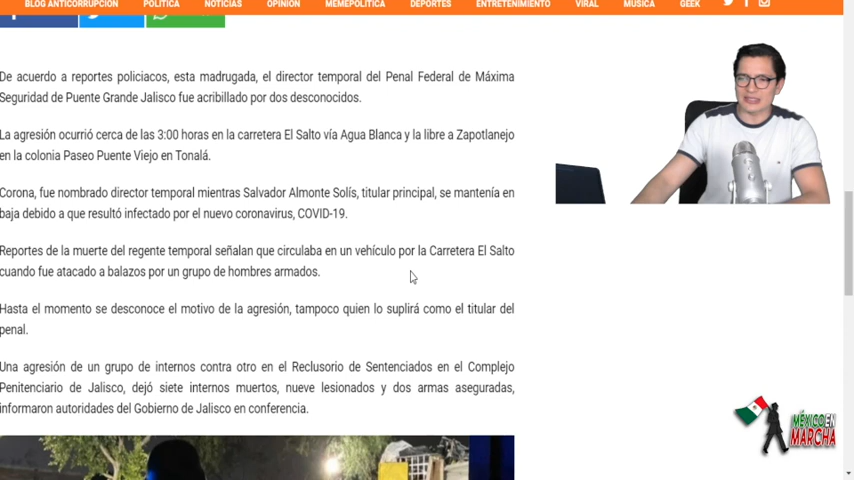 BLOG ANTICORRUPCIÓN POLÍTICA NOTICIAS OPINIÓN MEMEPOLÍTICA DEPORTES ENTRETENIMIENTO VIRAL MÚSICA GEEK
De acuerdo a reportes policiacos, esta madrugada, el director temporal del Penal Federal de Máxima
Seguridad de Puente Grande Jalisco fue acribillado por dos desconocidos.
La agresión ocurrió cerca de las 3:00 horas en la carretera El Salto vía Agua Blanca y la libre a Zapotlanejo
en la colonia Paseo Puente Viejo en Tonalá.
Corona, fue nombrado director temporal mientras Salvador Almonte Solís, titular principal, se mantenía en
baja debido a que resultó infectado por el nuevo coronavirus, COVID-19.
Reportes de la muerte del regente temporal señalan que circulaba en un vehículo por la Carretera El Salto
cuando fue atacado a balazos por un grupo de hombres armados.
Hasta el momento se desconoce el motivo de la agresión, tampoco quien lo suplirá como el titular del
penal.
Una agresión de un grupo de internos contra otro en el Reclusorio de Sentenciados en el Complejo
Penitenciario de Jalisco, dejó siete internos muertos, nueve lesionados y dos armas aseguradas,
informaron autoridades del Gobierno de Jalisco en conferencia.
MÉXICO EN
MARCHA